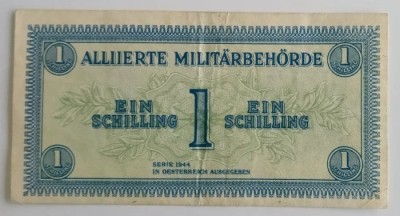 1 ALLIIERTE MILITÄRBEHÖRDE 1
EIN 1 EIN
SCHILLING SCHILLING
SERIE 1944
1 IN OESTERREICH AUSGEGEBEN 1